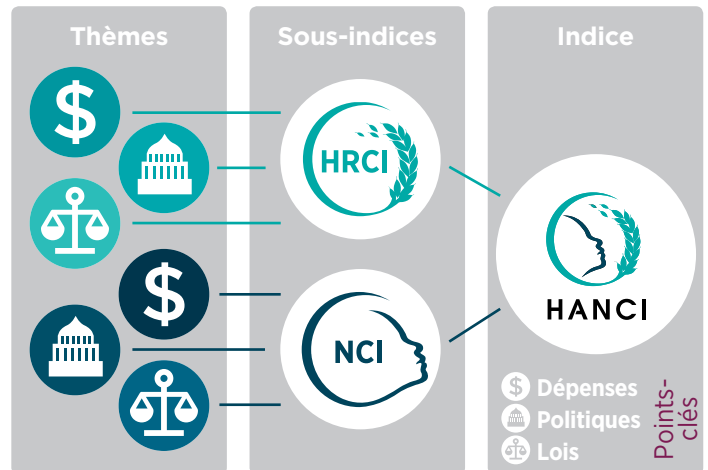 Thèmes
Sous-indices
Indice
$
HRCI
$
NCI
HANCI
$ Dépenses
Politiques
Lois
Points-
clés